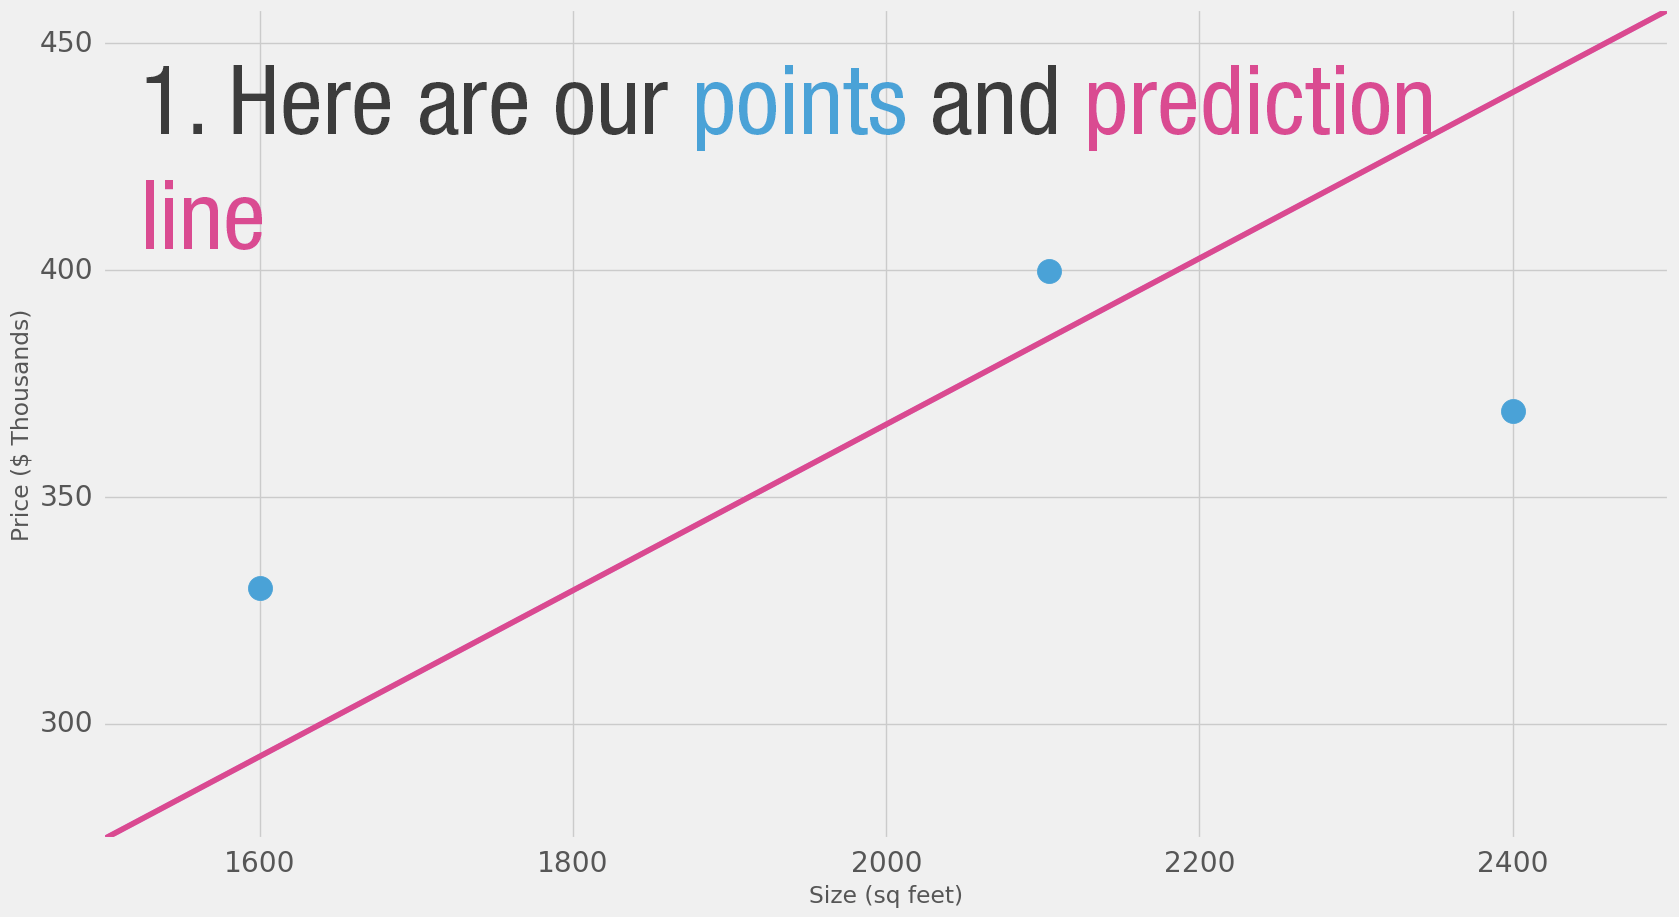 1. Here are our points and prediction
line
450
400
350
300
Price ($ Thousands)
1600 1800 2000 2200 2400
Size (sq feet)